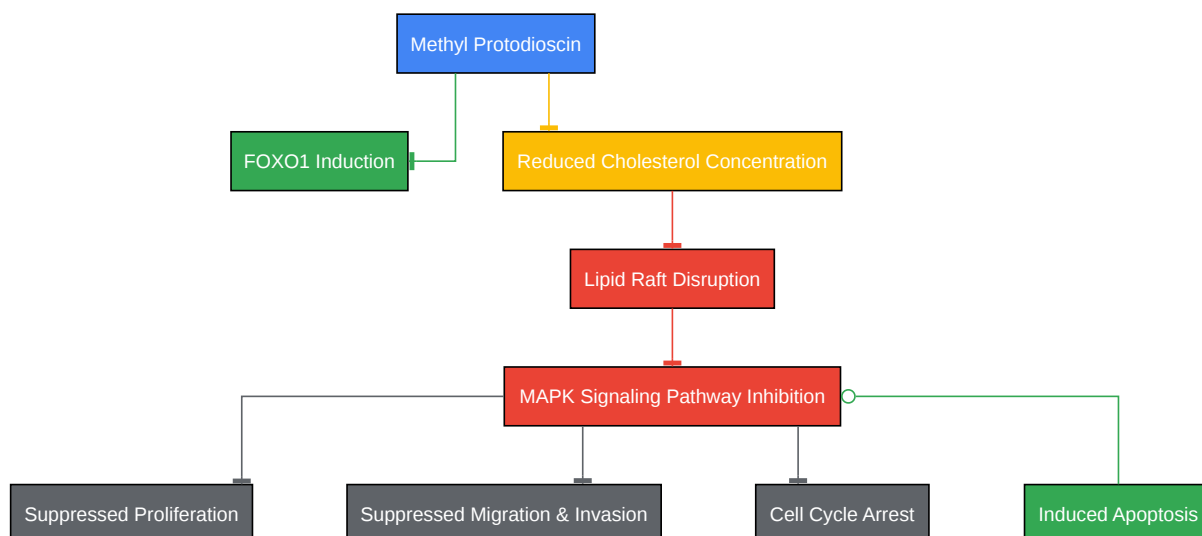 Methyl Protodioscin
FOXO1 Induction
Reduced Cholesterol Concentration
Lipid Raft Disruption
MAPK Signaling Pathway Inhibition
Suppressed Proliferation
Suppressed Migration & Invasion
Cell Cycle Arrest
Induced Apoptosis